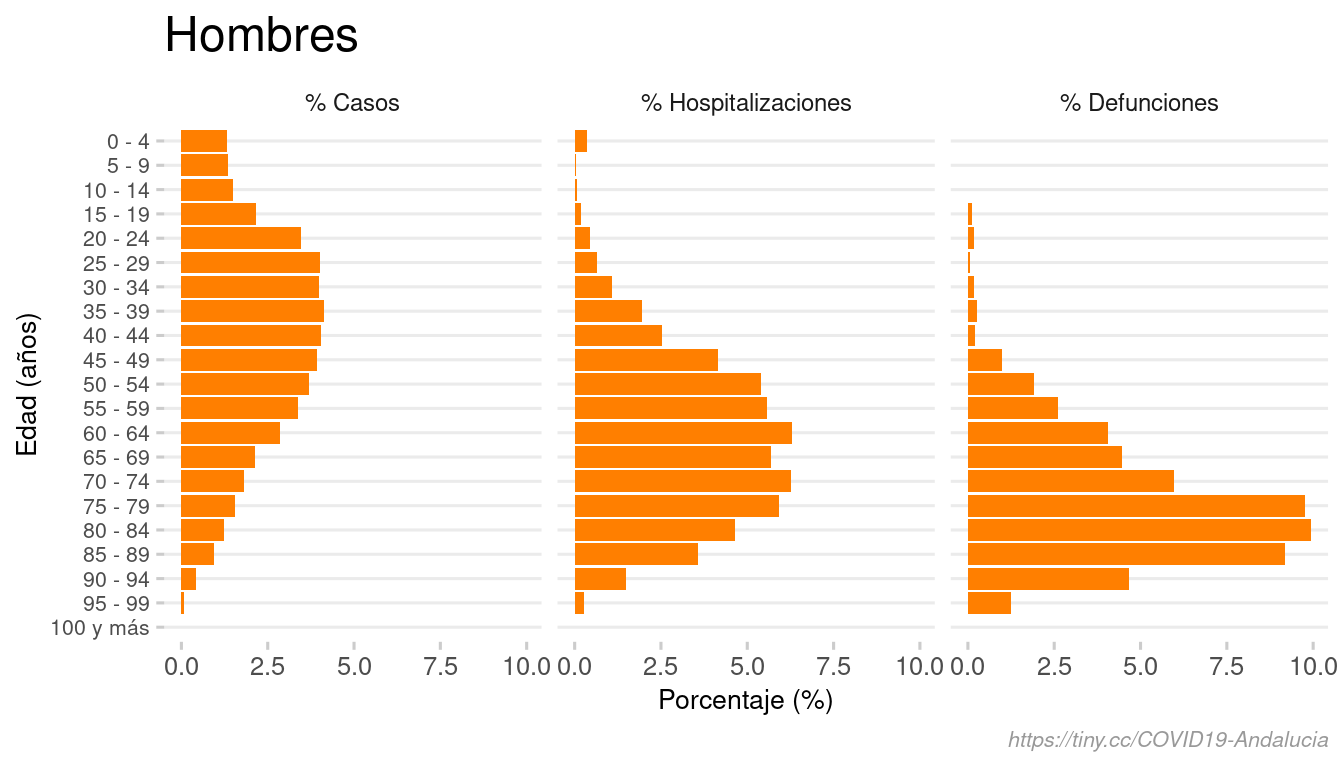 Hombres
% Casos
% Hospitalizaciones
% Defunciones
Edad (años)
0 - 4
5 - 9
10 - 14
15 - 19
20 - 24
25 - 29
30 - 34
35 - 39
40 - 44
45 - 49
50 - 54
55 - 59
60 - 64
65 - 69
70 - 74
75 - 79
80 - 84
85 - 89
90 - 94
95 - 99
100 y más
0.0 2.5 5.0 7.5 10.0 0.0 2.5 5.0 7.5 10.0 0.0 2.5 5.0 7.5 10.0
Porcentaje (%)
https://tiny.cc/COVID19-Andalucia